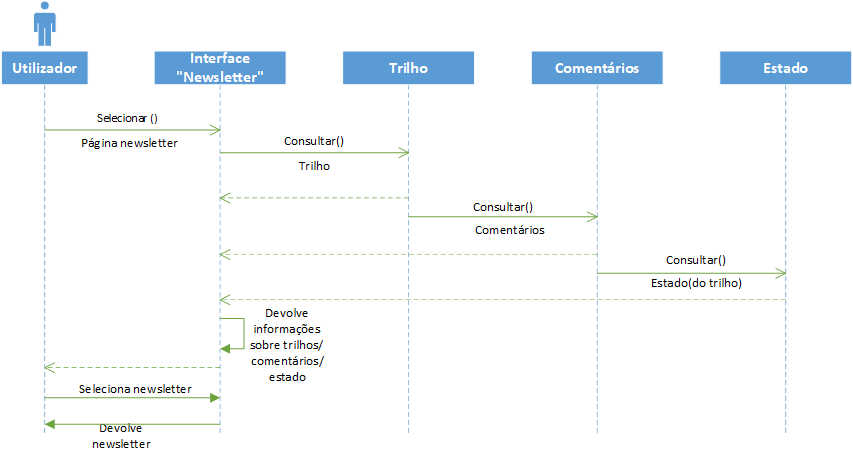 Utilizador
Interface
"Newsletter"
Trilho
Comentários
Estado
Selecionar ()
Página newsletter
Consultar()
Trilho
Consultar()
Comentários
Consultar()
Estado(do trilho)
Devolve
informações
sobre trilhos/
comentários/
estado
Seleciona newsletter
Devolve
newsletter